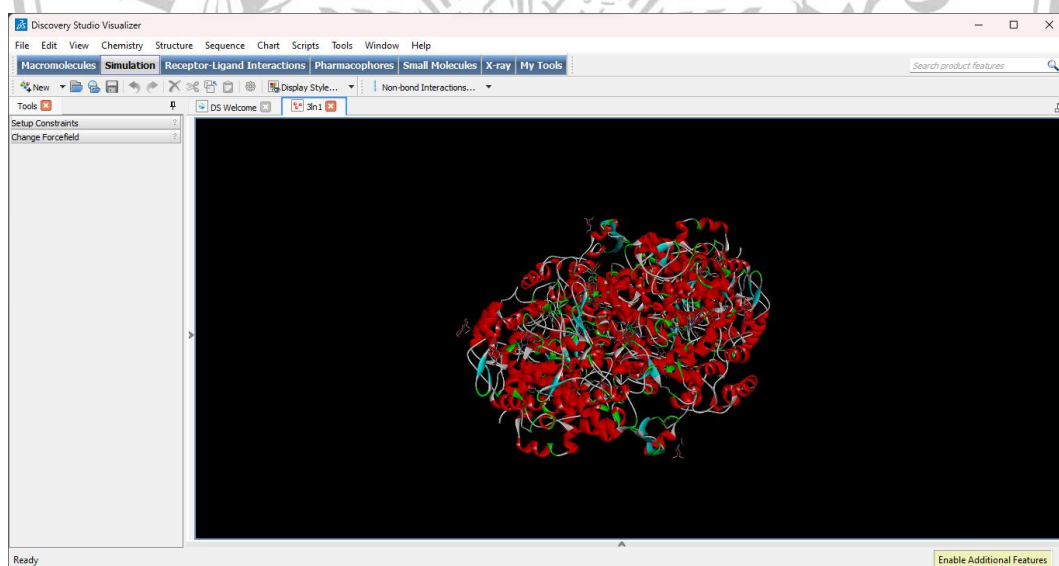 Discovery Studio Visualizer
File Edit View Chemistry Structure Sequence Chart Scripts Tools Window Help
Macromolecules Simulation Receptor-Ligand Interactions Pharmacophores Small Molecules X-ray My Tools Search product features
New Display Style... Non-bond Interactions...
Tools DS Welcome 3ln1
Setup Constraints ?
Change Forcefield ?
Ready Enable Additional Features